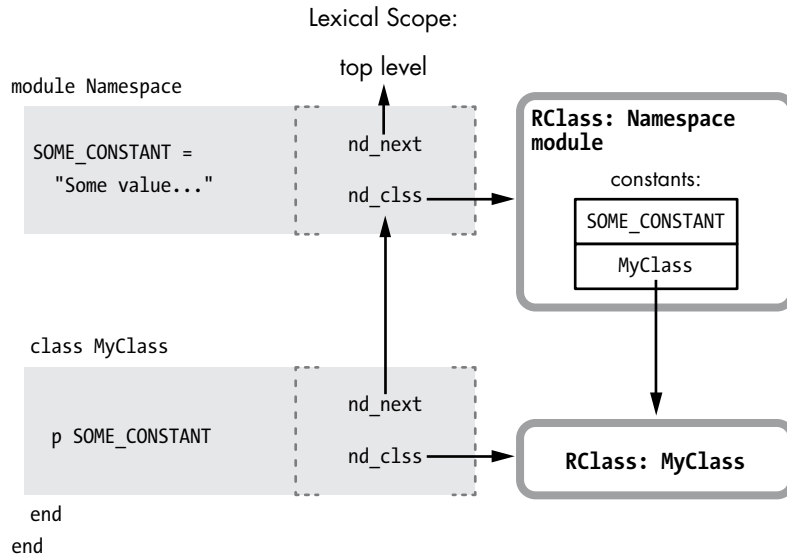 Lexical Scope:
top level
module Namespace
SOME_CONSTANT =
"Some value..."
nd_next
nd_clss
RClass: Namespace
module
constants:
SOME_CONSTANT
MyClass
class MyClass
p SOME_CONSTANT
nd_next
nd_clss
RClass: MyClass
end
end